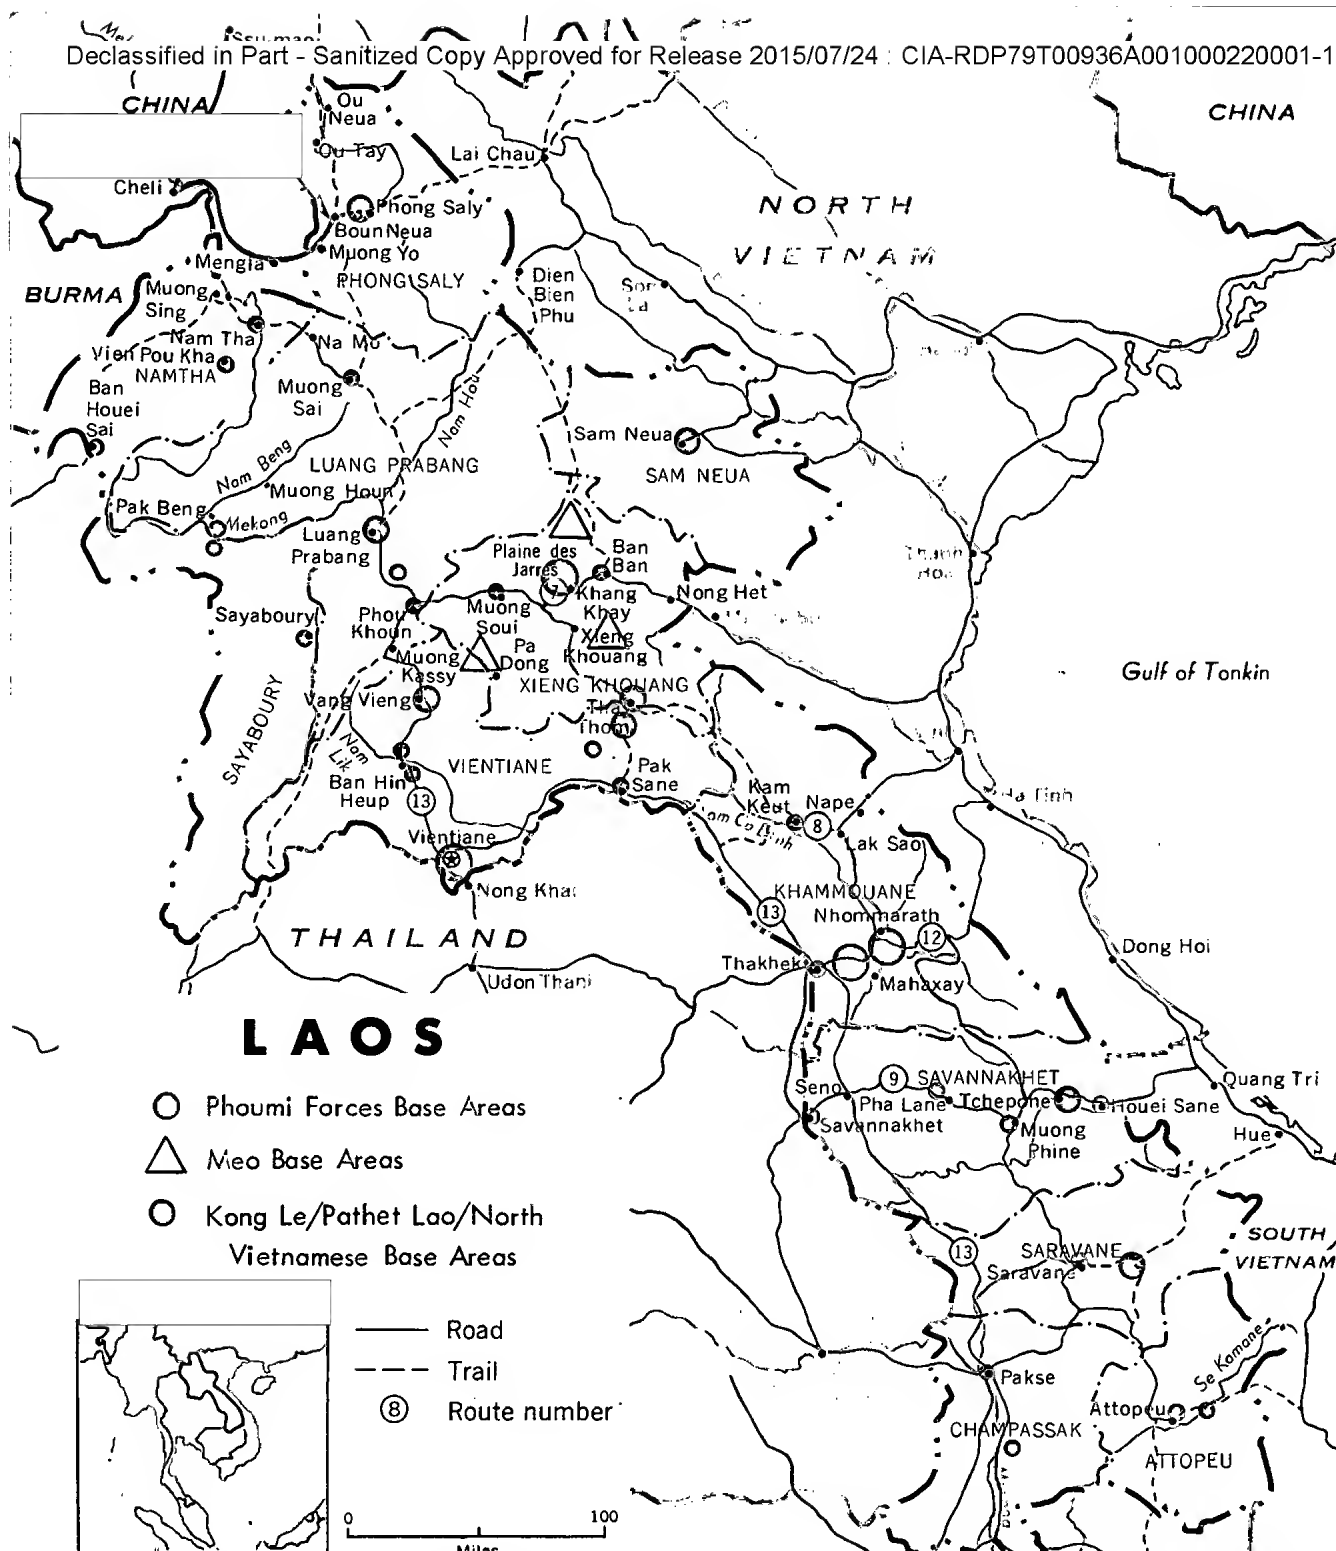 Declassified in Part - Sanitized Copy Approved for Release 2015/07/24 : CIA-RDP79T00936A001000220001-1
CHINA
CHINA
Ou
Neua
Ou Tay
Lai Chau
Cheli
Phong Saly
Boun Neua
Muong Yo
PHONG SALY
Mengla
NORTH
VIETNAM
BURMA
Muong
Sing
Dien
Bien
Phu
Son
La
Nam Tha
Na Mo
Vien Pou Kha
NAMTHA
Ban
Houei
Sai
Muong
Sai
Nam Hou
Sam Neua
SAM NEUA
Nam Beng
LUANG PRABANG
Muong Houn
Pak Beng
Mekong
Luang
Prabang
Plaine des
Jarres
7
Ban
Ban
Khang
Khay
Nong Het
Thanh
Hoa
Sayaboury
Phou
Khoun
Muong
Soui
Xieng
Khouang
Pa
Dong
Muong
Kassy
XIENG KHOUANG
Gulf of Tonkin
SAYABOURY
Vang Vieng
Tha
Thom
Nam
Lik
VIENTIANE
Ban Hin
Heup
13
Pak
Sane
Kam
Keut
Nape
8
Lak Sao
Ha Tinh
Vientiane
Nong Khai
KHAMMOUANE
Nhommarath
13
12
THAILAND
Thakhek
Mahaxay
Dong Hoi
Udon Thani
LAOS
Phoumi Forces Base Areas
Meo Base Areas
Kong Le/Pathet Lao/North
Vietnamese Base Areas
Seno
9
SAVANNAKHET
Pha Lane
Tchepone
Houei Sane
Quang Tri
Savannakhet
Muong
Phine
Hue
13
SARAVANE
Saravane
SOUTH
VIETNAM
Road
Trail
8
Route number
Pakse
Se Kamane
Attopeu
CHAMPASSAK
ATTOPEU
0
100
Miles